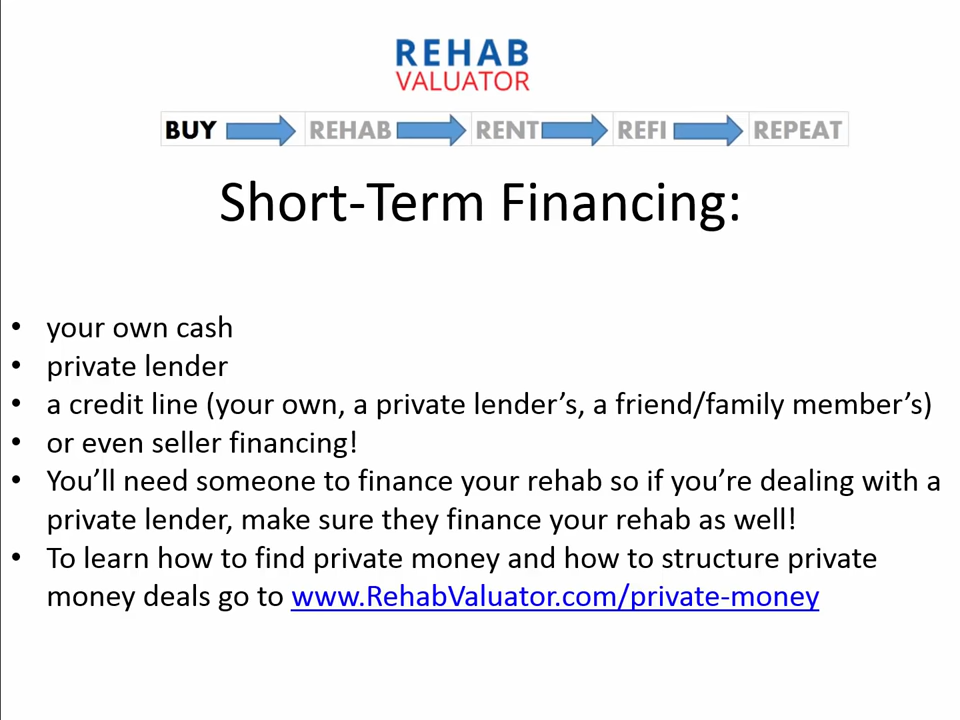 REHAB
VALUATOR
BUY REHAB RENT REFI REPEAT
Short-Term Financing:
• your own cash
• private lender
• a credit line (your own, a private lender’s, a friend/family member’s)
• or even seller financing!
• You’ll need someone to finance your rehab so if you’re dealing with a
private lender, make sure they finance your rehab as well!
• To learn how to find private money and how to structure private
money deals go to www.RehabValuator.com/private-money